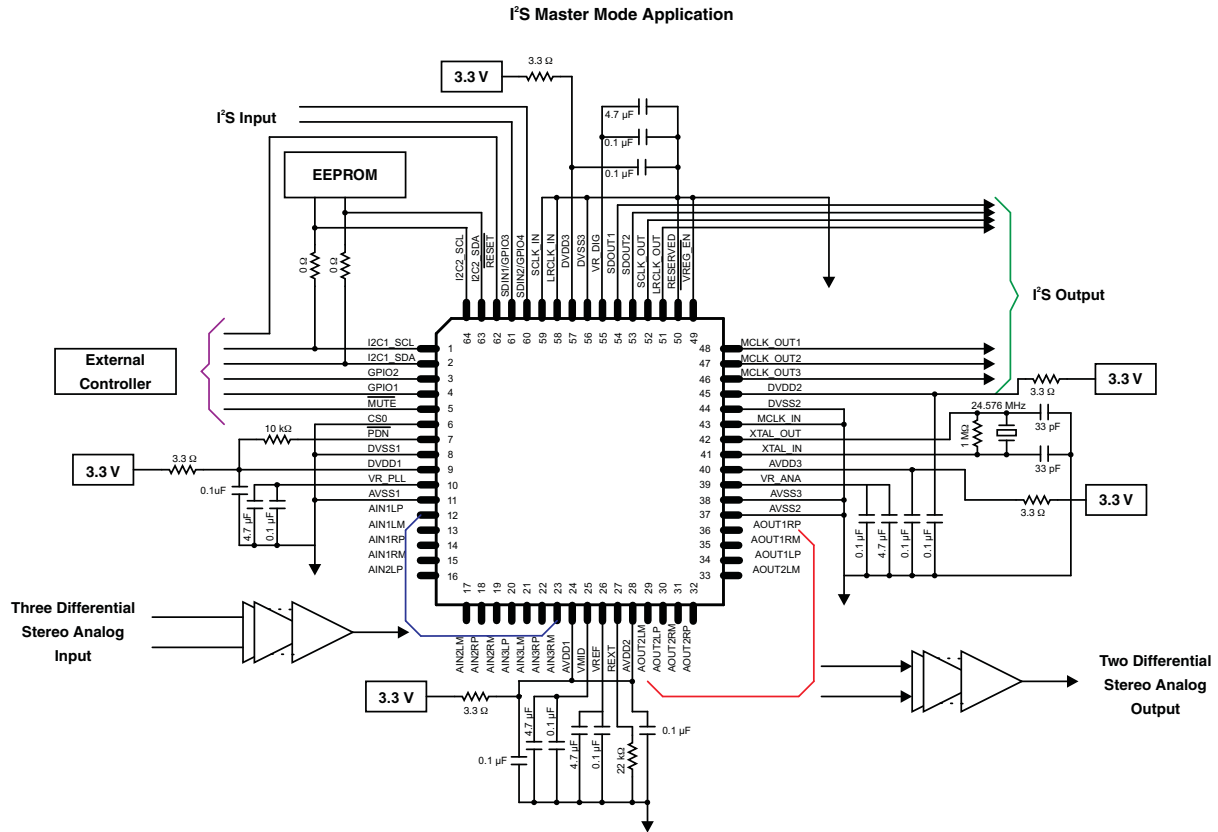 I²S Master Mode Application
3.3 V
3.3 Ω
4.7 µF
0.1 µF
0.1 µF
I²S Input
EEPROM
0 Ω
0 Ω
I2C2_SCL
I2C2_SDA
RESET
SDIN1/GPIO3
SDIN2/GPIO4
SCLK_IN
LRCLK_IN
DVDD3
DVSS3
VR_DIG
SDOUT1
SDOUT2
SCLK_OUT
LRCLK_OUT
RESERVED
VREG_EN
64
63
62
61
60
59
58
57
56
55
54
53
52
51
50
49
I²S Output
External
Controller
I2C1_SCL
I2C1_SDA
GPIO2
GPIO1
MUTE
CS0
PDN
DVSS1
DVDD1
VR_PLL
AVSS1
AIN1LP
AIN1LM
AIN1RP
AIN1RM
AIN2LP
1
2
3
4
5
6
7
8
9
10
11
12
13
14
15
16
10 kΩ
3.3 V
3.3 Ω
0.1uF
4.7 µF
0.1 µF
48
47
46
45
44
43
42
41
40
39
38
37
36
35
34
33
MCLK_OUT1
MCLK_OUT2
MCLK_OUT3
DVDD2
DVSS2
MCLK_IN
XTAL_OUT
XTAL_IN
AVDD3
VR_ANA
AVSS3
AVSS2
AOUT1RP
AOUT1RM
AOUT1LP
AOUT2LM
3.3 Ω
3.3 V
24.576 MHz
1 MΩ
33 pF
33 pF
3.3 Ω
3.3 V
0.1 µF
4.7 µF
0.1 µF
0.1 µF
17
18
19
20
21
22
23
24
25
26
27
28
29
30
31
32
AIN2LM
AIN2RP
AIN2RM
AIN3LP
AIN3LM
AIN3RP
AIN3RM
AVDD1
VMID
VREF
REXT
AVDD2
AOUT2LM
AOUT2LP
AOUT2RM
AOUT2RP
Three Differential
Stereo Analog
Input
3.3 V
3.3 Ω
0.1 µF
4.7 µF
0.1 µF
4.7 µF
0.1 µF
22 kΩ
0.1 µF
Two Differential
Stereo Analog
Output